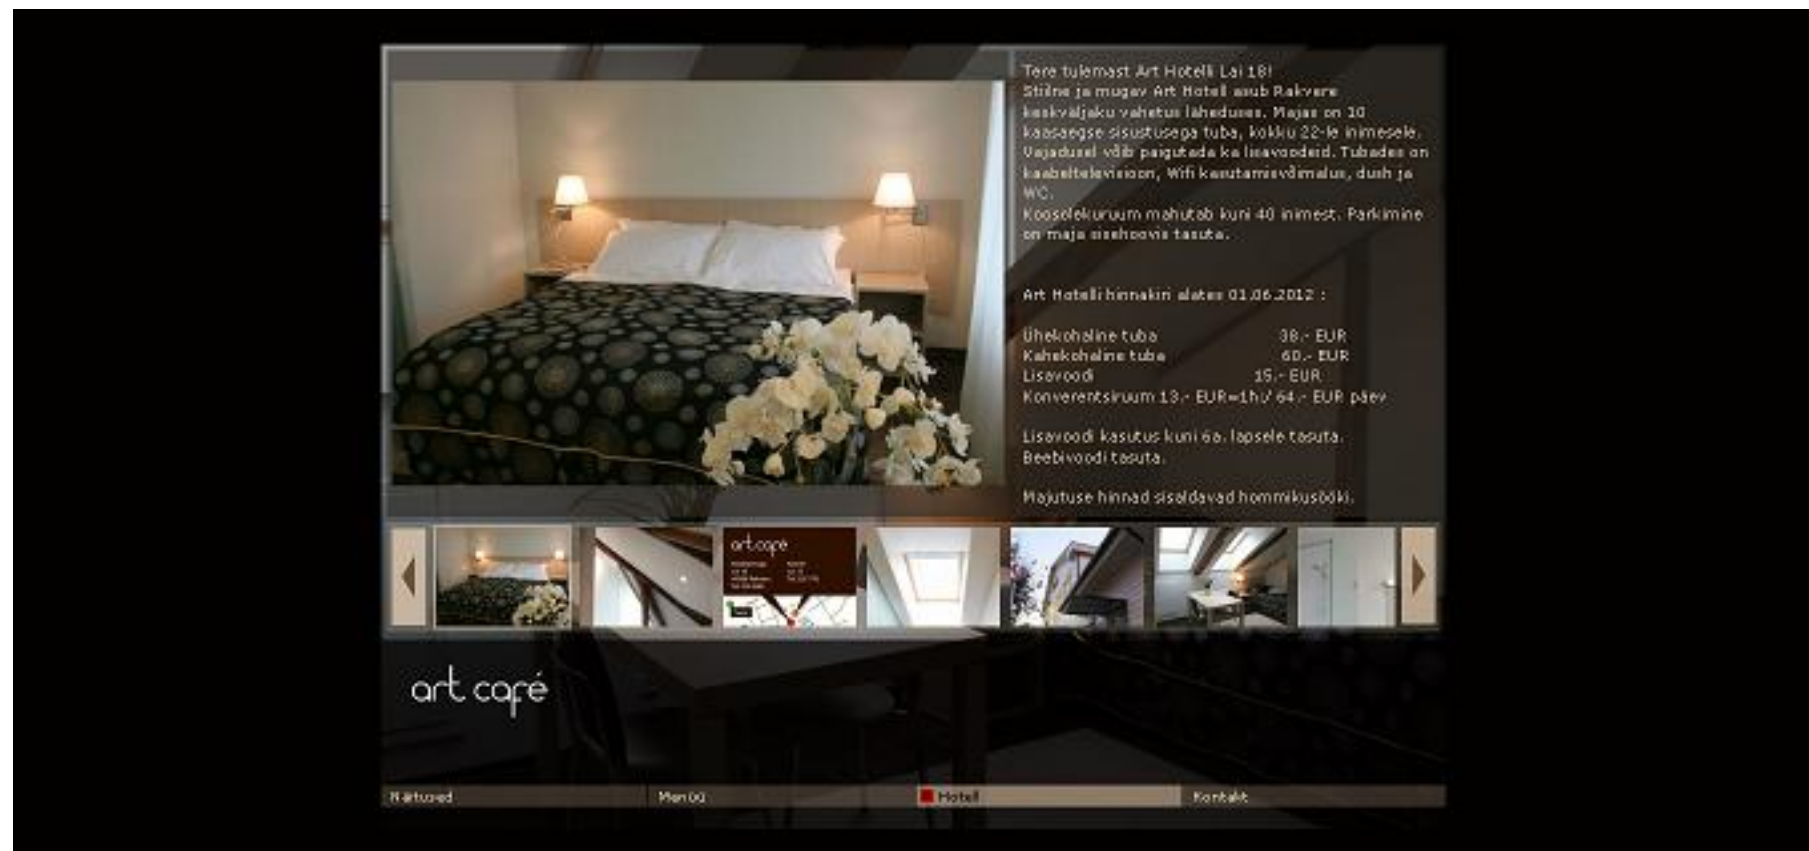 Tere tulemast Art Hotelli Lai 18!
Stiilne ja mugav Art Hotell asub Rakvere
keskväljaku vahetus läheduses. Majas on 10
kaasaegse sisustusega tuba, kokku 22-le inimesele.
Vajadusel võib paigutada ka lisavoodeid. Tubades on
kaabeltelevisioon, Wifi kasutamisvõimalus, dush ja
WC.
Koosolekuruum mahutab kuni 40 inimest. Parkimine
on maja sisehoovis tasuta.
Art Hotelli hinnakiri alates 01.06.2012 :
Ühekohaline tuba 38.- EUR
Kahekohaline tuba 60.- EUR
Lisavoodi 15.- EUR
Konverentsiruum 13.- EUR=1h/ 64.- EUR päev
Lisavoodi kasutus kuni 6a. lapsele tasuta.
Beebivoodi tasuta.
Majutuse hinnad sisaldavad hommikusööki.
art café
art café
Näitused
Menüü
Hotell
Kontakt